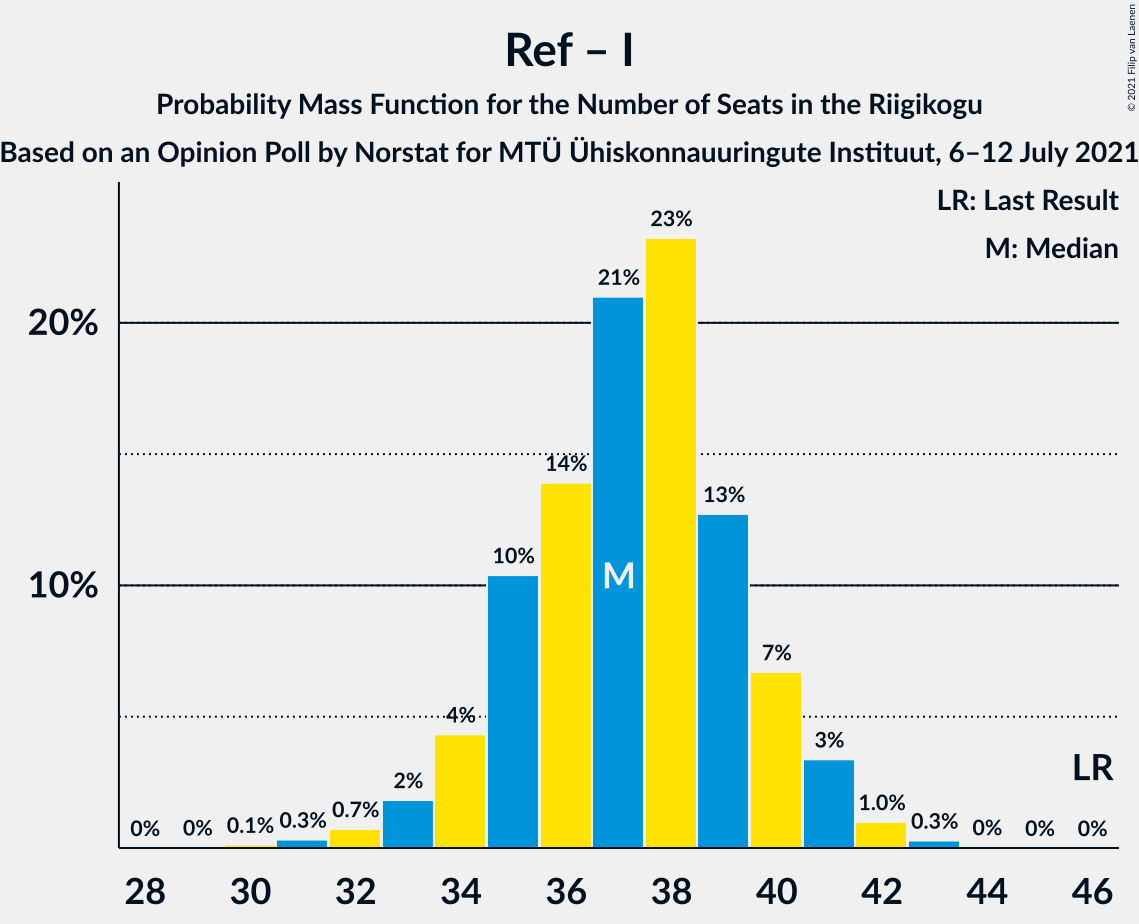 Ref – I
Probability Mass Function for the Number of Seats in the Riigikogu
Based on an Opinion Poll by Norstat for MTÜ Ühiskonnauuringute Instituut, 6–12 July 2021
© 2021 Filip van Laenen
LR: Last Result
M: Median
20%
10%
0%
0%
0.1%
0.3%
0.7%
2%
4%
10%
14%
21%
23%
13%
7%
3%
1.0%
0.3%
0%
0%
0%
M
LR
28 30 32 34 36 38 40 42 44 46